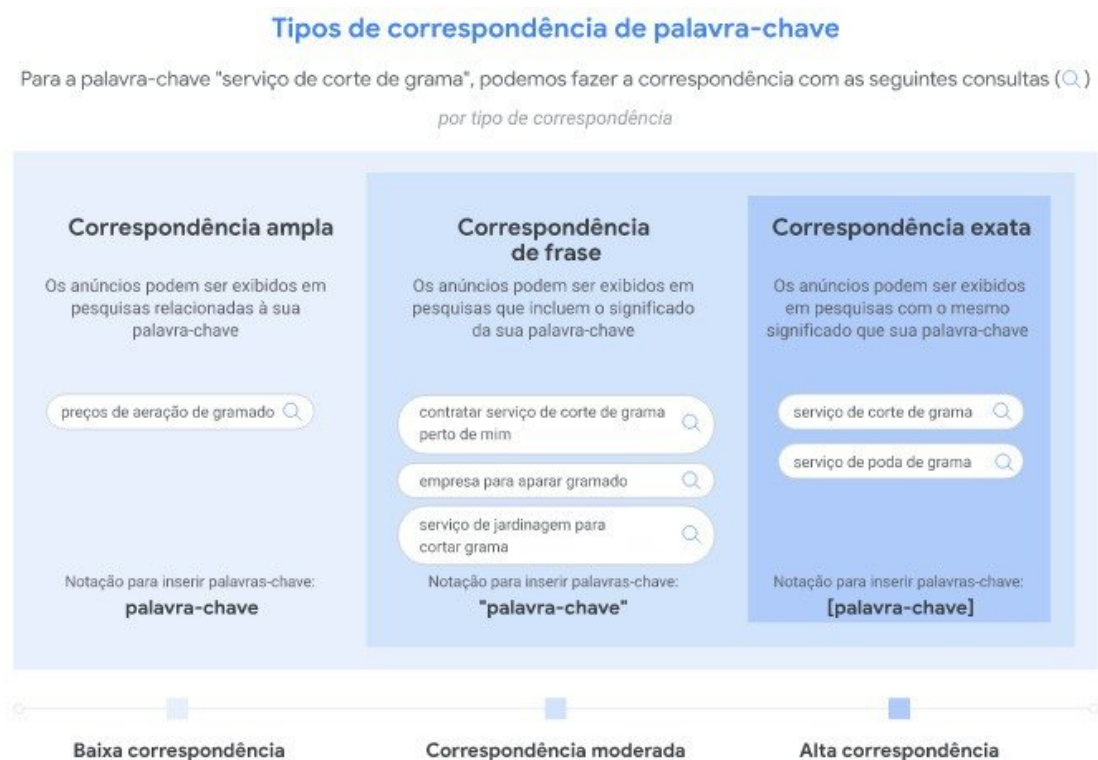 Tipos de correspondência de palavra-chave
Para a palavra-chave "serviço de corte de grama", podemos fazer a correspondência com as seguintes consultas ( )
por tipo de correspondência
Correspondência ampla
Os anúncios podem ser exibidos em
pesquisas relacionadas à sua
palavra-chave
preços de aeração de gramado
Notação para inserir palavras-chave:
palavra-chave
Correspondência
de frase
Os anúncios podem ser exibidos em
pesquisas que incluem o significado
da sua palavra-chave
contratar serviço de corte de grama
perto de mim
empresa para aparar gramado
serviço de jardinagem para
cortar grama
Notação para inserir palavras-chave:
"palavra-chave"
Correspondência exata
Os anúncios podem ser exibidos
em pesquisas com o mesmo
significado que sua palavra-chave
serviço de corte de grama
serviço de poda de grama
Notação para inserir palavras-chave:
[palavra-chave]
Baixa correspondência
Correspondência moderada
Alta correspondência